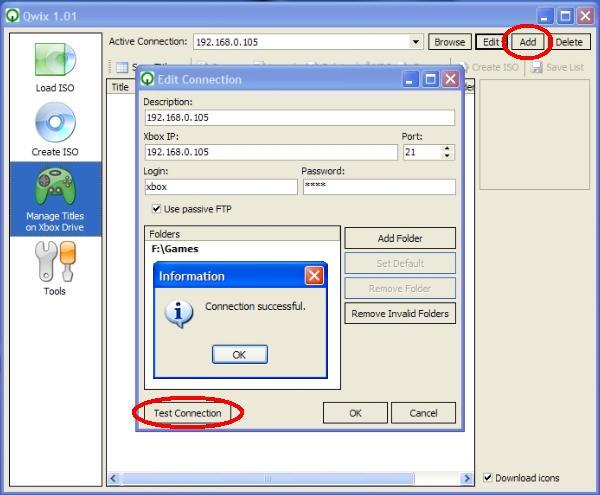 Qwix 1.01
Active Connection: 192.168.0.105 Browse Edit Add Delete
Create ISO Save List
Title
Load ISO
Create ISO
Manage Titles
on Xbox Drive
Tools
Edit Connection
Description:
192.168.0.105
Xbox IP: Port:
192.168.0.105 21
Login: Password:
xbox ****
Use passive FTP
Folders
F:\Games
Add Folder
Set Default
Remove Folder
Remove Invalid Folders
Information
Connection successful.
OK
Test Connection OK Cancel
Download icons